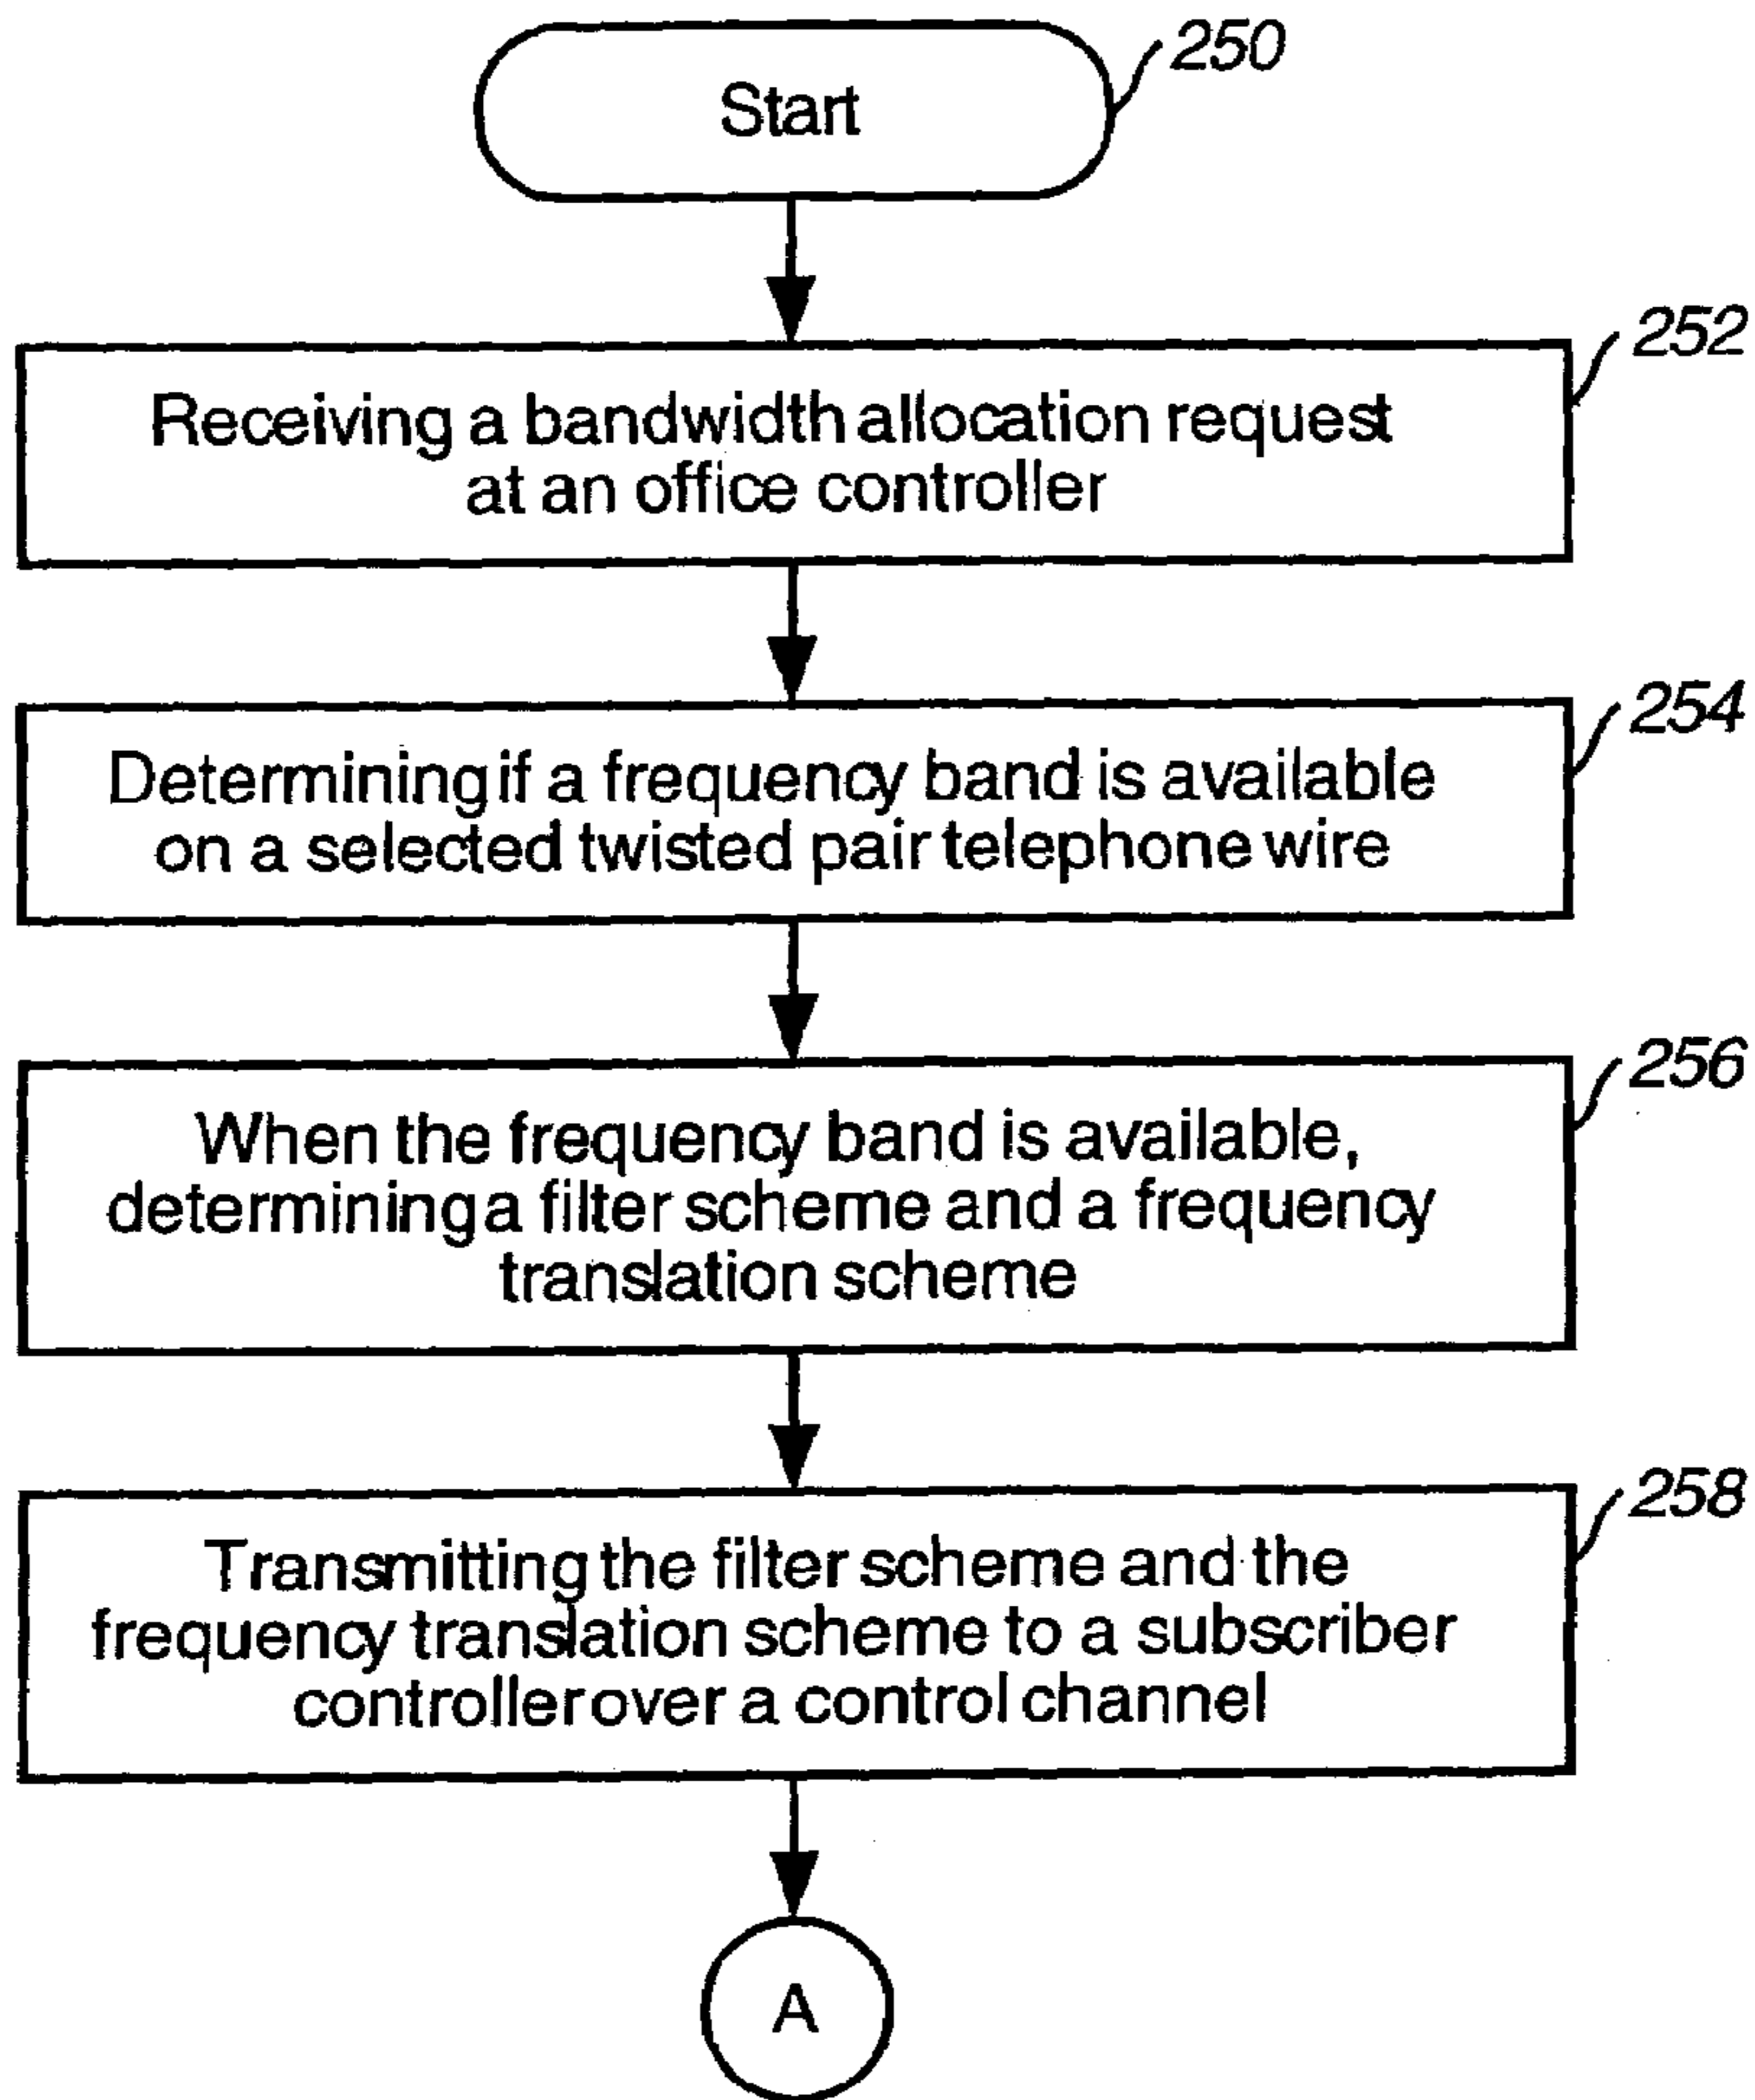 Start
250
252
Receiving a bandwidth allocation request
at an office controller
254
Determining if a frequency band is available
on a selected twisted pair telephone wire
256
When the frequency band is available,
determining a filter scheme and a frequency
translation scheme
258
Transmitting the filter scheme and the
frequency translation scheme to a subscriber
controller over a control channel
A